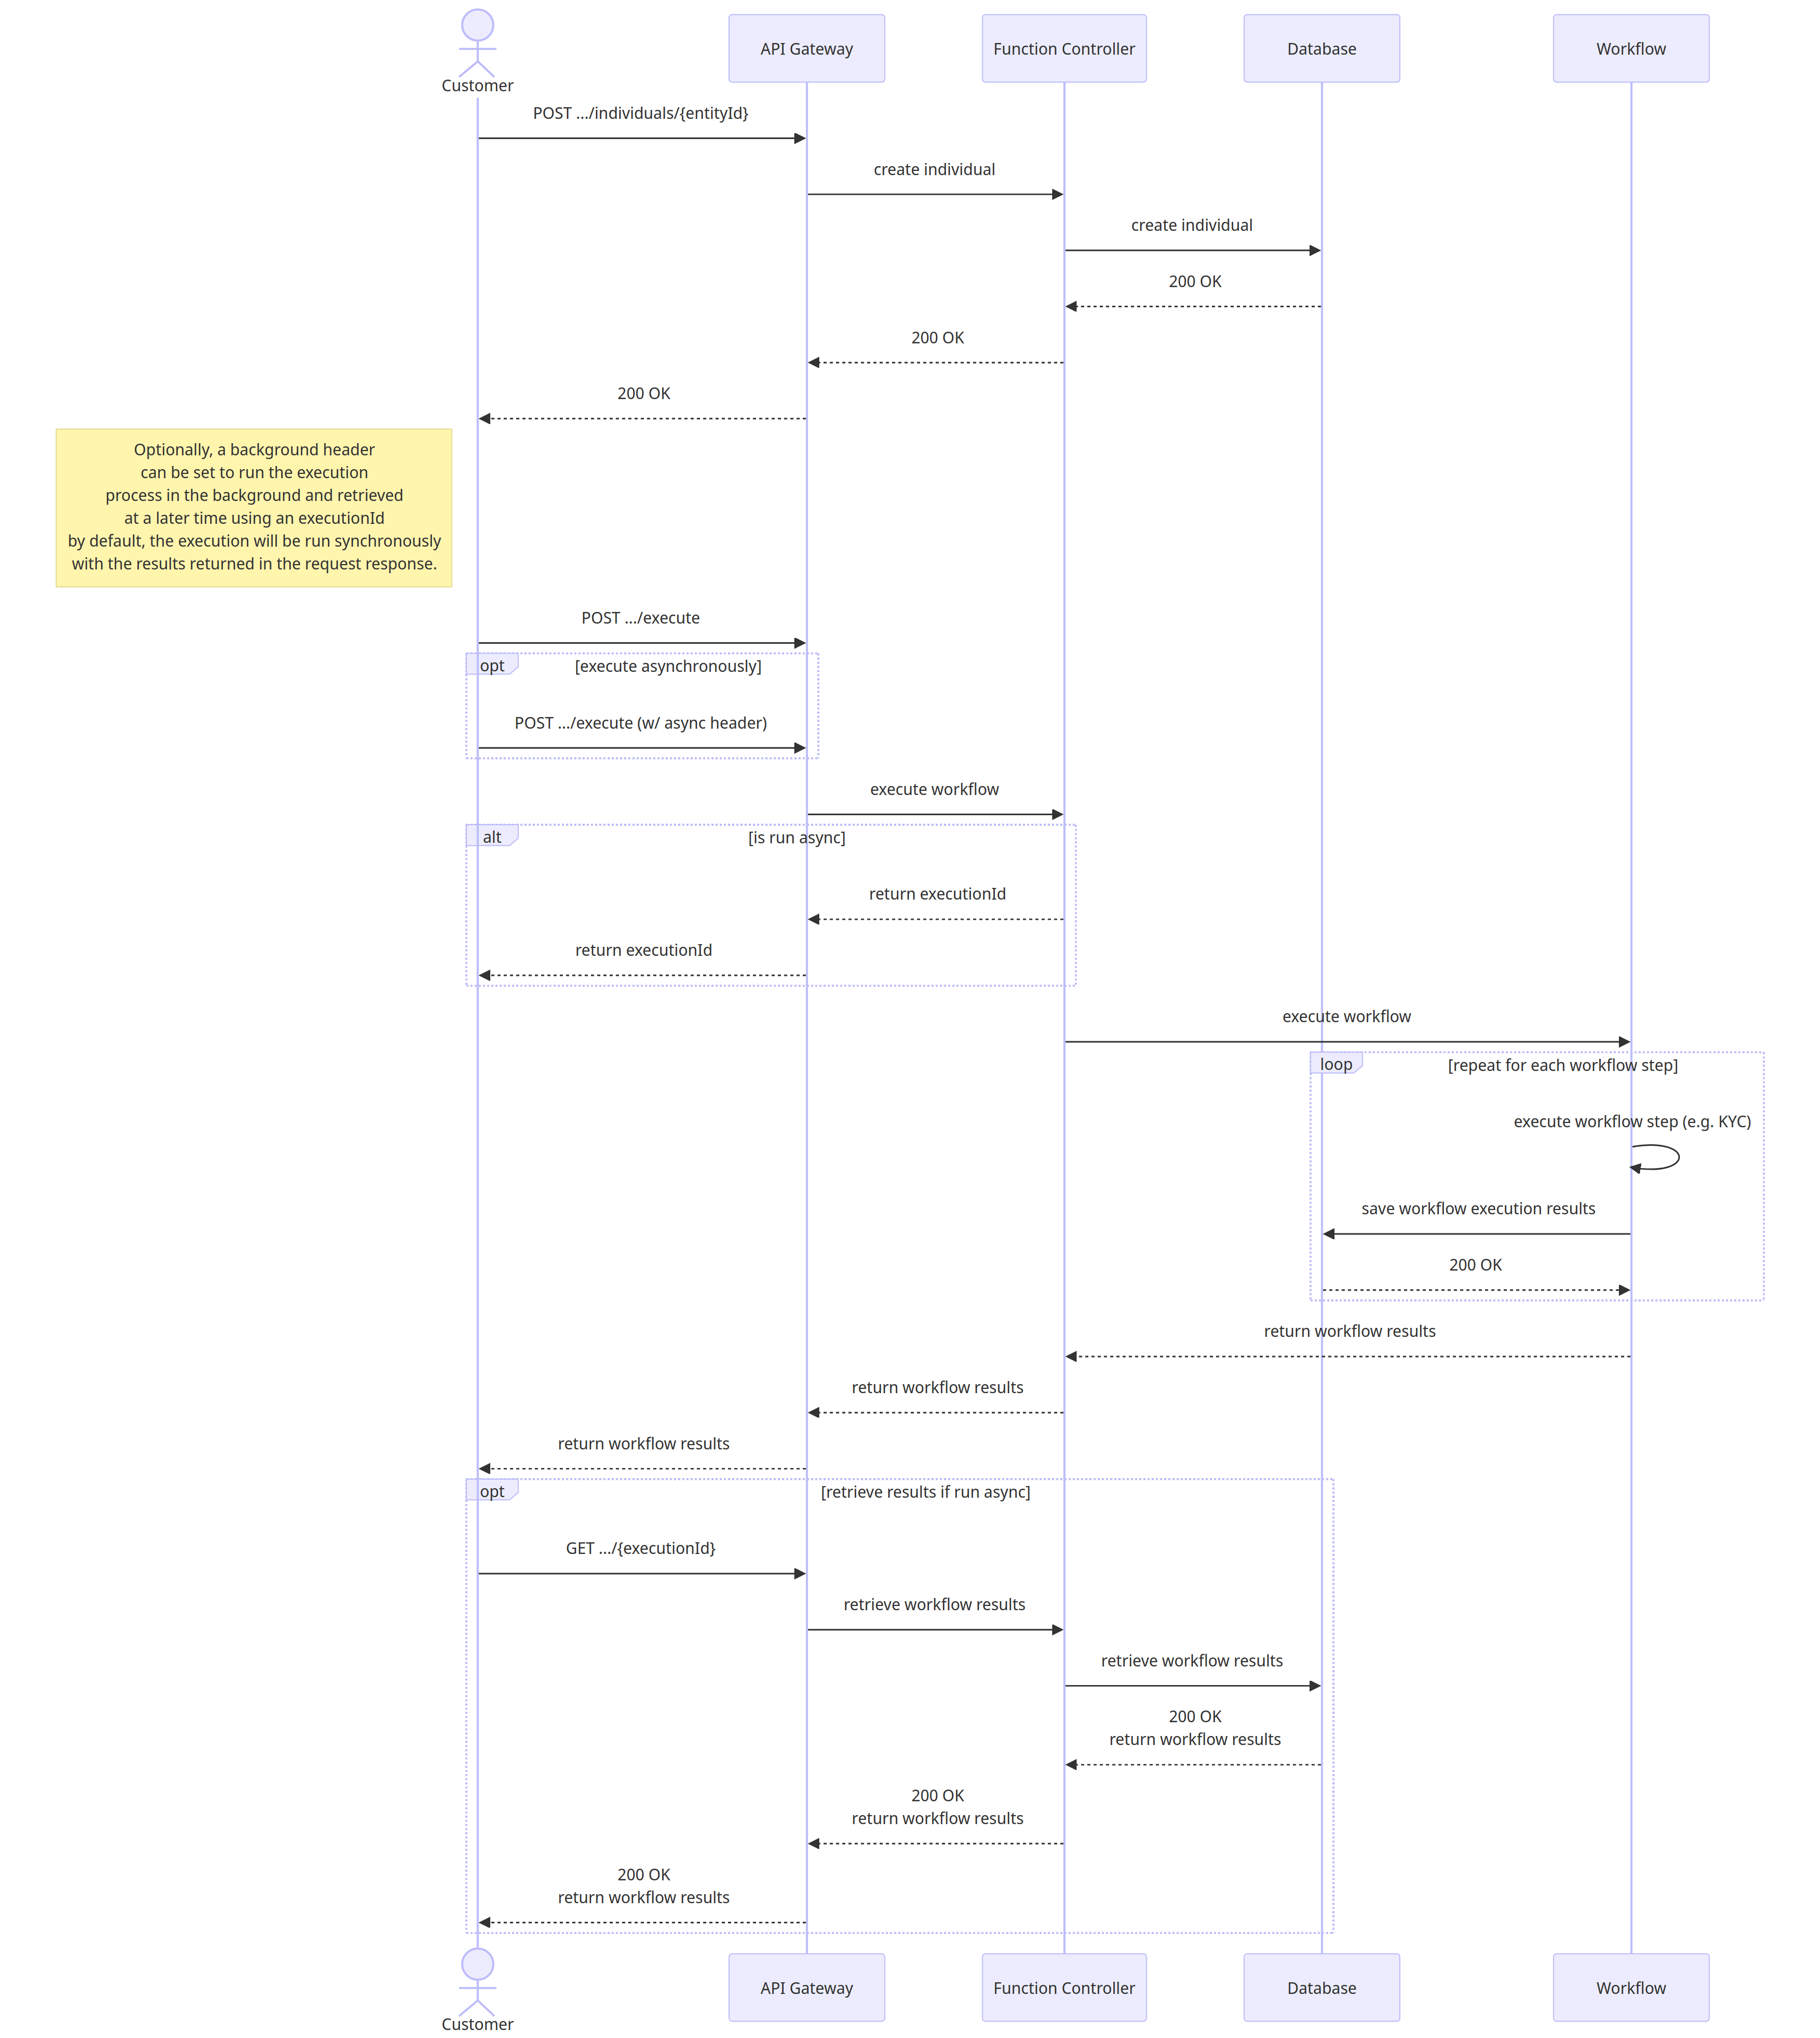 Customer
API Gateway
Function Controller
Database
Workflow
POST .../individuals/{entityId}
create individual
create individual
200 OK
200 OK
200 OK
Optionally, a background header
can be set to run the execution
process in the background and retrieved
at a later time using an executionId
by default, the execution will be run synchronously
with the results returned in the request response.
POST .../execute
opt
[execute asynchronously]
POST .../execute (w/ async header)
execute workflow
alt
[is run async]
return executionId
return executionId
execute workflow
loop
[repeat for each workflow step]
execute workflow step (e.g. KYC)
save workflow execution results
200 OK
return workflow results
return workflow results
return workflow results
opt
[retrieve results if run async]
GET .../{executionId}
retrieve workflow results
retrieve workflow results
200 OK
return workflow results
200 OK
return workflow results
200 OK
return workflow results
Customer
API Gateway
Function Controller
Database
Workflow